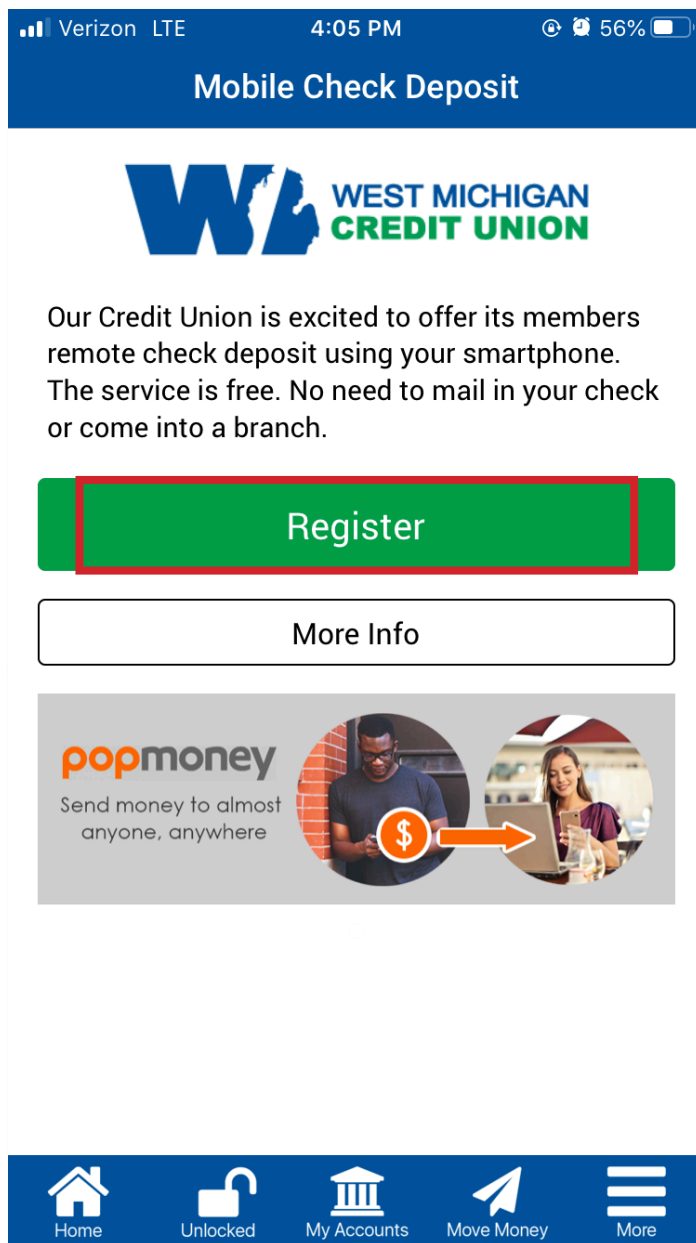 Verizon LTE 4:05 PM 56%
Mobile Check Deposit
WEST MICHIGAN
CREDIT UNION
Our Credit Union is excited to offer its members
remote check deposit using your smartphone.
The service is free. No need to mail in your check
or come into a branch.
Register
More Info
popmoney
Send money to almost
anyone, anywhere
$
Home Unlocked My Accounts Move Money More